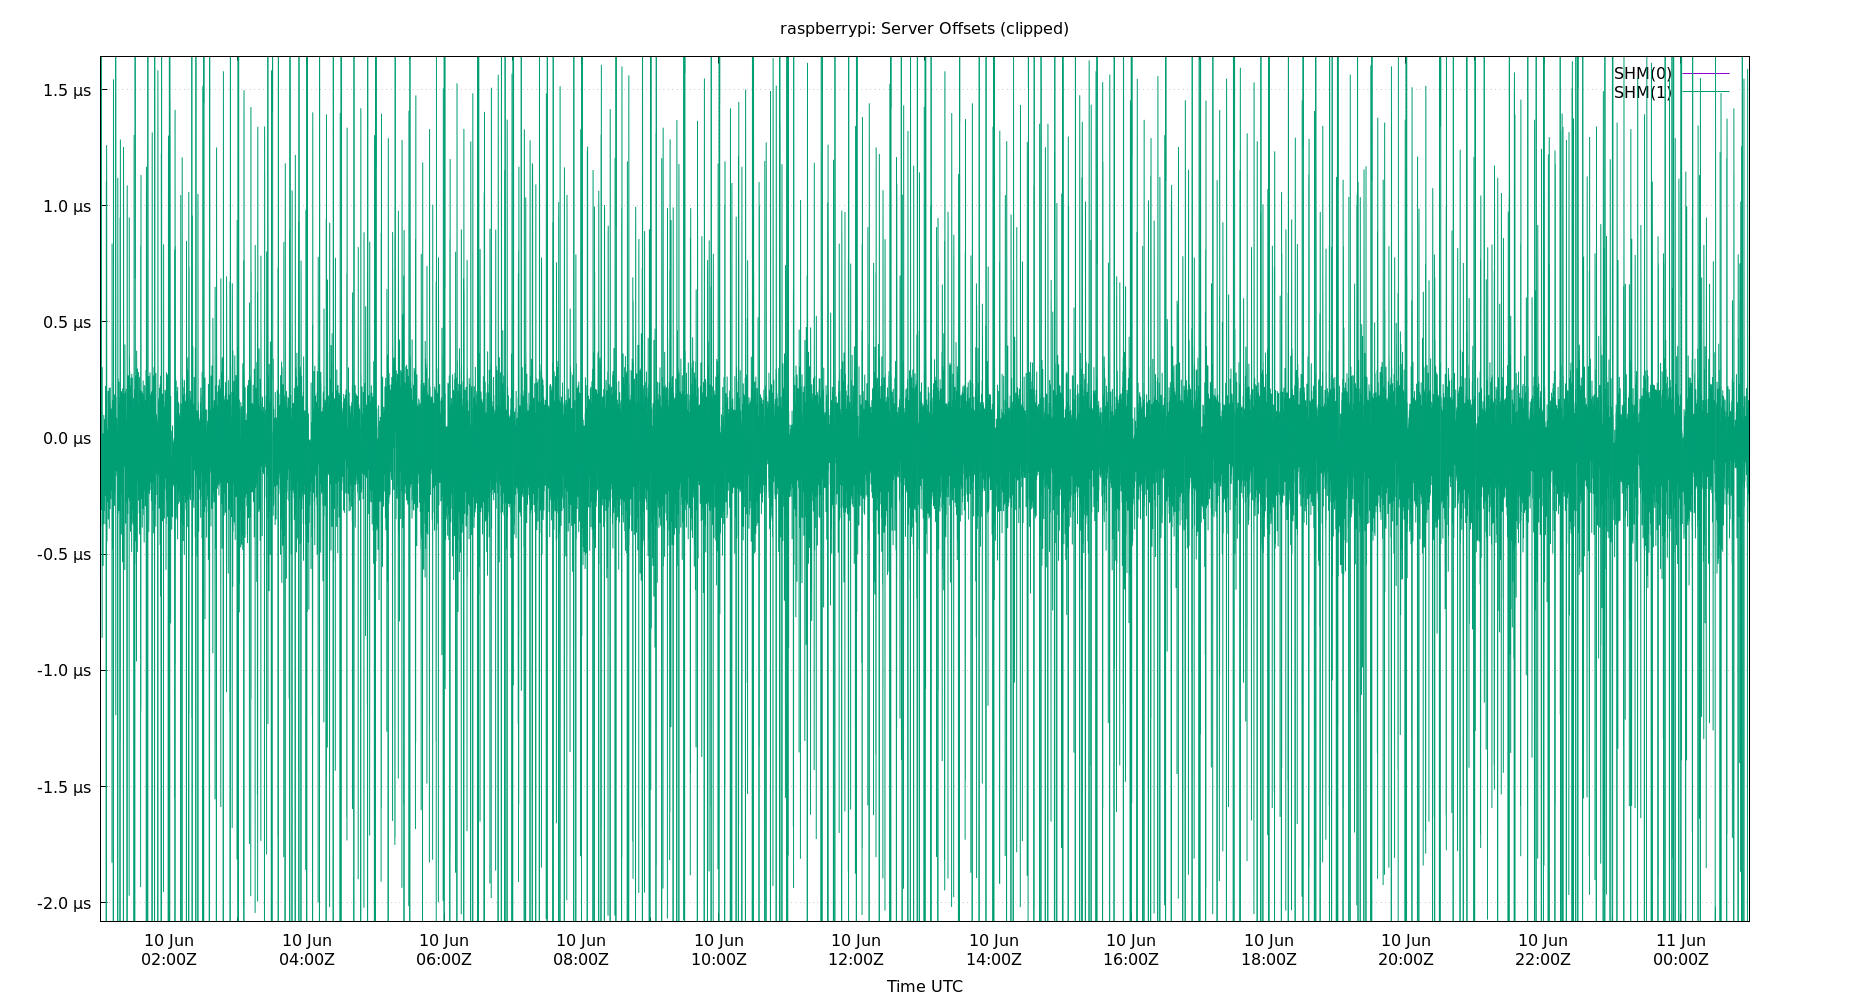 raspberrypi: Server Offsets (clipped)
SHM(0)
SHM(1)
1.5 µs
1.0 µs
0.5 µs
0.0 µs
-0.5 µs
-1.0 µs
-1.5 µs
-2.0 µs
10 Jun 10 Jun 10 Jun 10 Jun 10 Jun 10 Jun 10 Jun 10 Jun 10 Jun 10 Jun 10 Jun 11 Jun
02:00Z 04:00Z 06:00Z 08:00Z 10:00Z 12:00Z 14:00Z 16:00Z 18:00Z 20:00Z 22:00Z 00:00Z
Time UTC